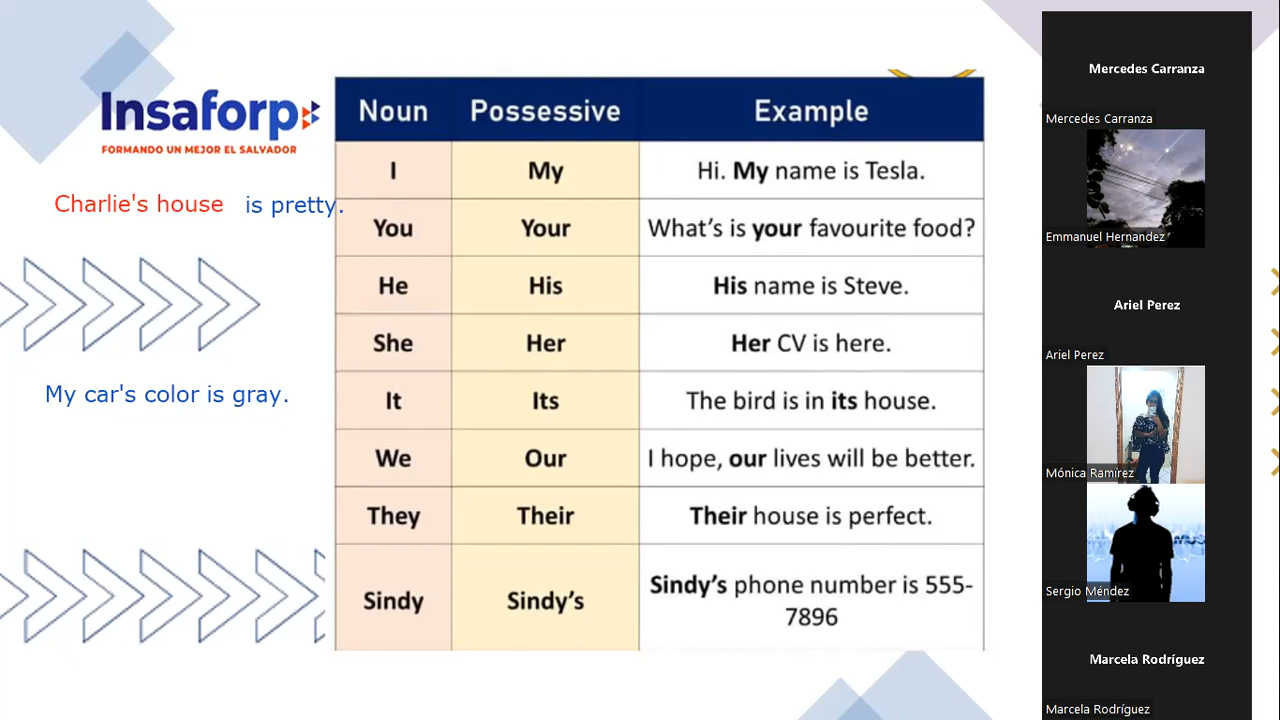 Insaforp
FORMANDO UN MEJOR EL SALVADOR
Charlie's house is pretty.
My car's color is gray.
Noun Possessive Example
I My Hi. My name is Tesla.
You Your What's is your favourite food?
He His His name is Steve.
She Her Her CV is here.
It Its The bird is in its house.
We Our I hope, our lives will be better.
They Their Their house is perfect.
Sindy Sindy's Sindy's phone number is 555-
7896
Mercedes Carranza
Mercedes Carranza
Emmanuel Hernandez
Ariel Perez
Ariel Perez
Mónica Ramírez
Sergio Méndez
Marcela Rodríguez
Marcela Rodríguez